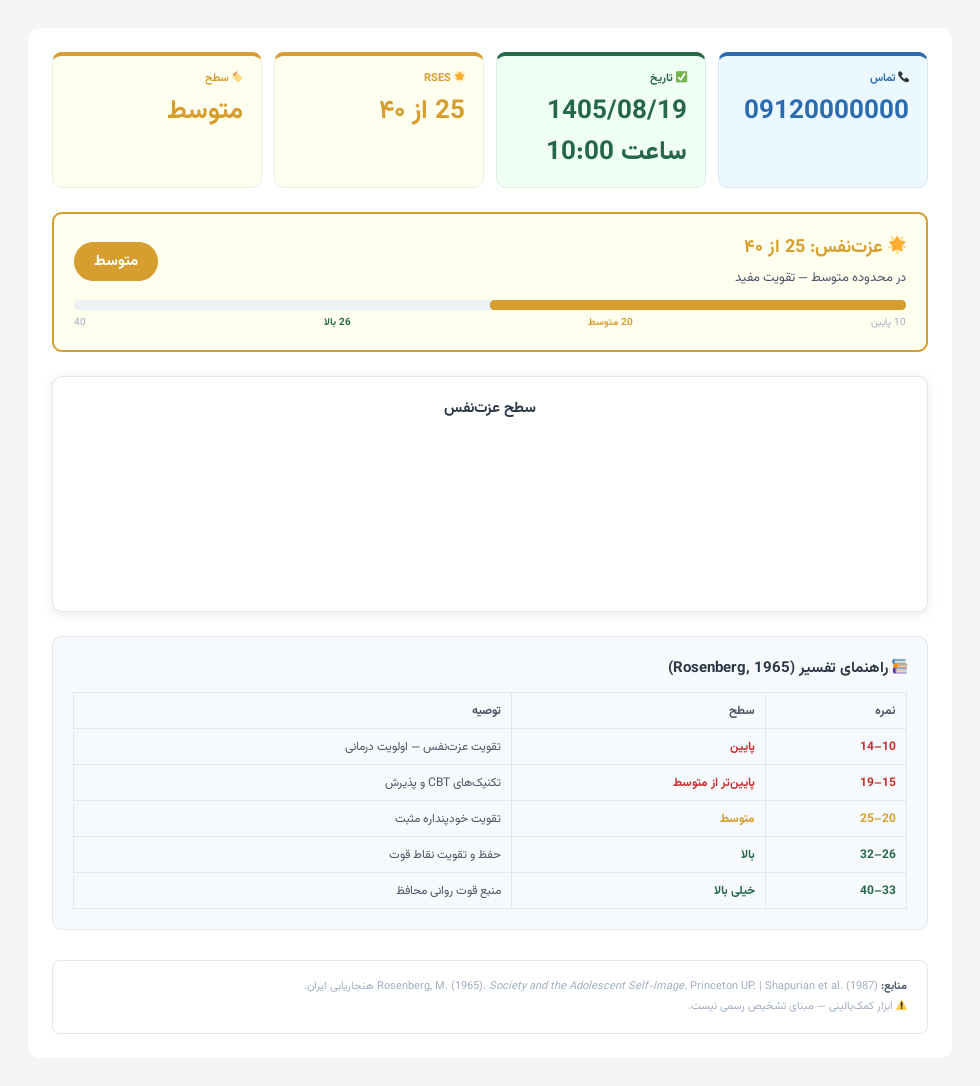 📞 تماس
09120000000
✅ تاریخ
1405/08/19
ساعت 10:00
🌟 RSES
25 از ۴۰
🏷️ سطح
متوسط
🌟 عزت‌نفس: 25 از ۴۰
در محدوده متوسط — تقویت مفید
متوسط
10 پایین
20 متوسط
26 بالا
40
سطح عزت‌نفس
📚 راهنمای تفسیر (Rosenberg, 1965)
نمره سطح توصیه
10–14 پایین تقویت عزت‌نفس — اولویت درمانی
15–19 پایین‌تر از متوسط تکنیک‌های CBT و پذیرش
20–25 متوسط تقویت خودپنداره مثبت
26–32 بالا حفظ و تقویت نقاط قوت
33–40 خیلی بالا منبع قوت روانی محافظ
منابع: Rosenberg, M. (1965). Society and the Adolescent Self-Image. Princeton UP. | Shapurian et al. (1987) هنجاریابی ایران.
⚠️ ابزار کمک‌بالینی — مبنای تشخیص رسمی نیست.